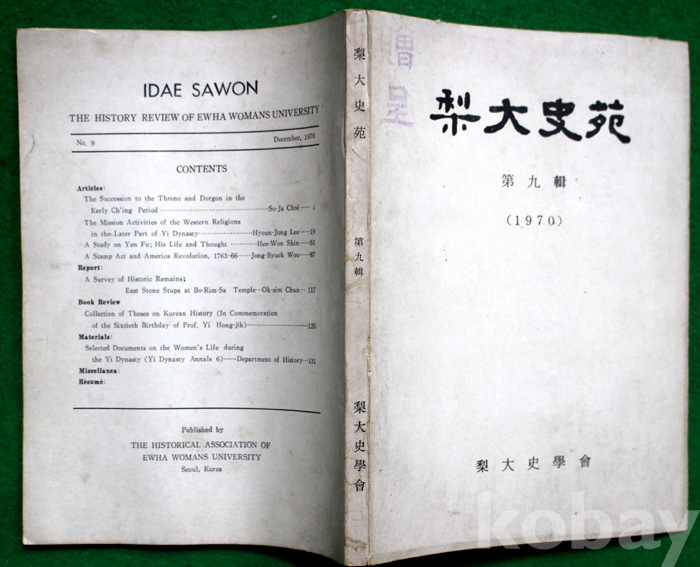 IDAE SAWON
THE HISTORY REVIEW OF EWHA WOMANS UNIVERSITY
No. 9 December, 1970
CONTENTS
Articles:
The Succession to the Throne and Dorgon in the
Early Ch'ing Period ······ Su-Ja Choi ··· 1
The Mission Activities of the Western Religions
in the Later Part of Yi Dynasty ······ Hyoun-Jong Lee ··· 19
A Study on Yen Fu; His Life and Thought ······ Hee-Won Shin ··· 51
A Stamp Act and America Revolution, 1763-66 ······ Jong-Byuck Woo ··· 87
Report:
A Survey of Historic Remains;
East Stone Stupa at Bo-Rim-Sa Temple ··· Ok-sim Chun ··· 117
Book Review
Collection of Theses on Korean History (In Commemoration
of the Sixtieth Birthday of Prof. Yi Hong-jik) ······ 125
Materials:
Selected Documents on the Women's Life during
the Yi Dynasty (Yi Dynasty Annals 6) ······ Department of History ··· 131
Miscellanea:
Résumé:
Published by
THE HISTORICAL ASSOCIATION OF
EWHA WOMANS UNIVERSITY
Seoul, Korea
梨大史苑
第九輯
梨大史學會
贈呈
梨大史苑
第九輯
(1970)
梨大史學會
kobay